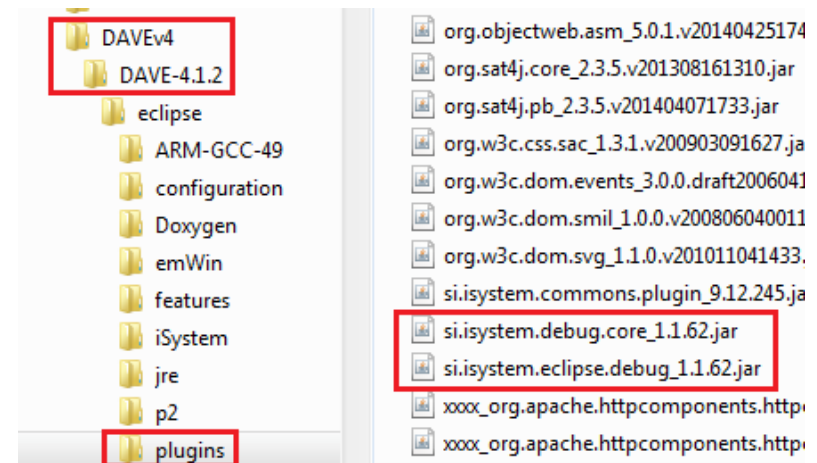 DAVEv4
DAVE-4.1.2
eclipse
ARM-GCC-49
configuration
Doxygen
emWin
features
iSystem
jre
p2
plugins
org.objectweb.asm_5.0.1.v20140425174
org.sat4j.core_2.3.5.v201308161310.jar
org.sat4j.pb_2.3.5.v201404071733.jar
org.w3c.css.sac_1.3.1.v200903091627.ja
org.w3c.dom.events_3.0.0.draft2006041
org.w3c.dom.smil_1.0.0.v200806040011
org.w3c.dom.svg_1.1.0.v201011041433.
si.isystem.commons.plugin_9.12.245.ja
si.isystem.debug.core_1.1.62.jar
si.isystem.eclipse.debug_1.1.62.jar
xxxx_org.apache.httpcomponents.http
xxxx_org.apache.httpcomponents.http